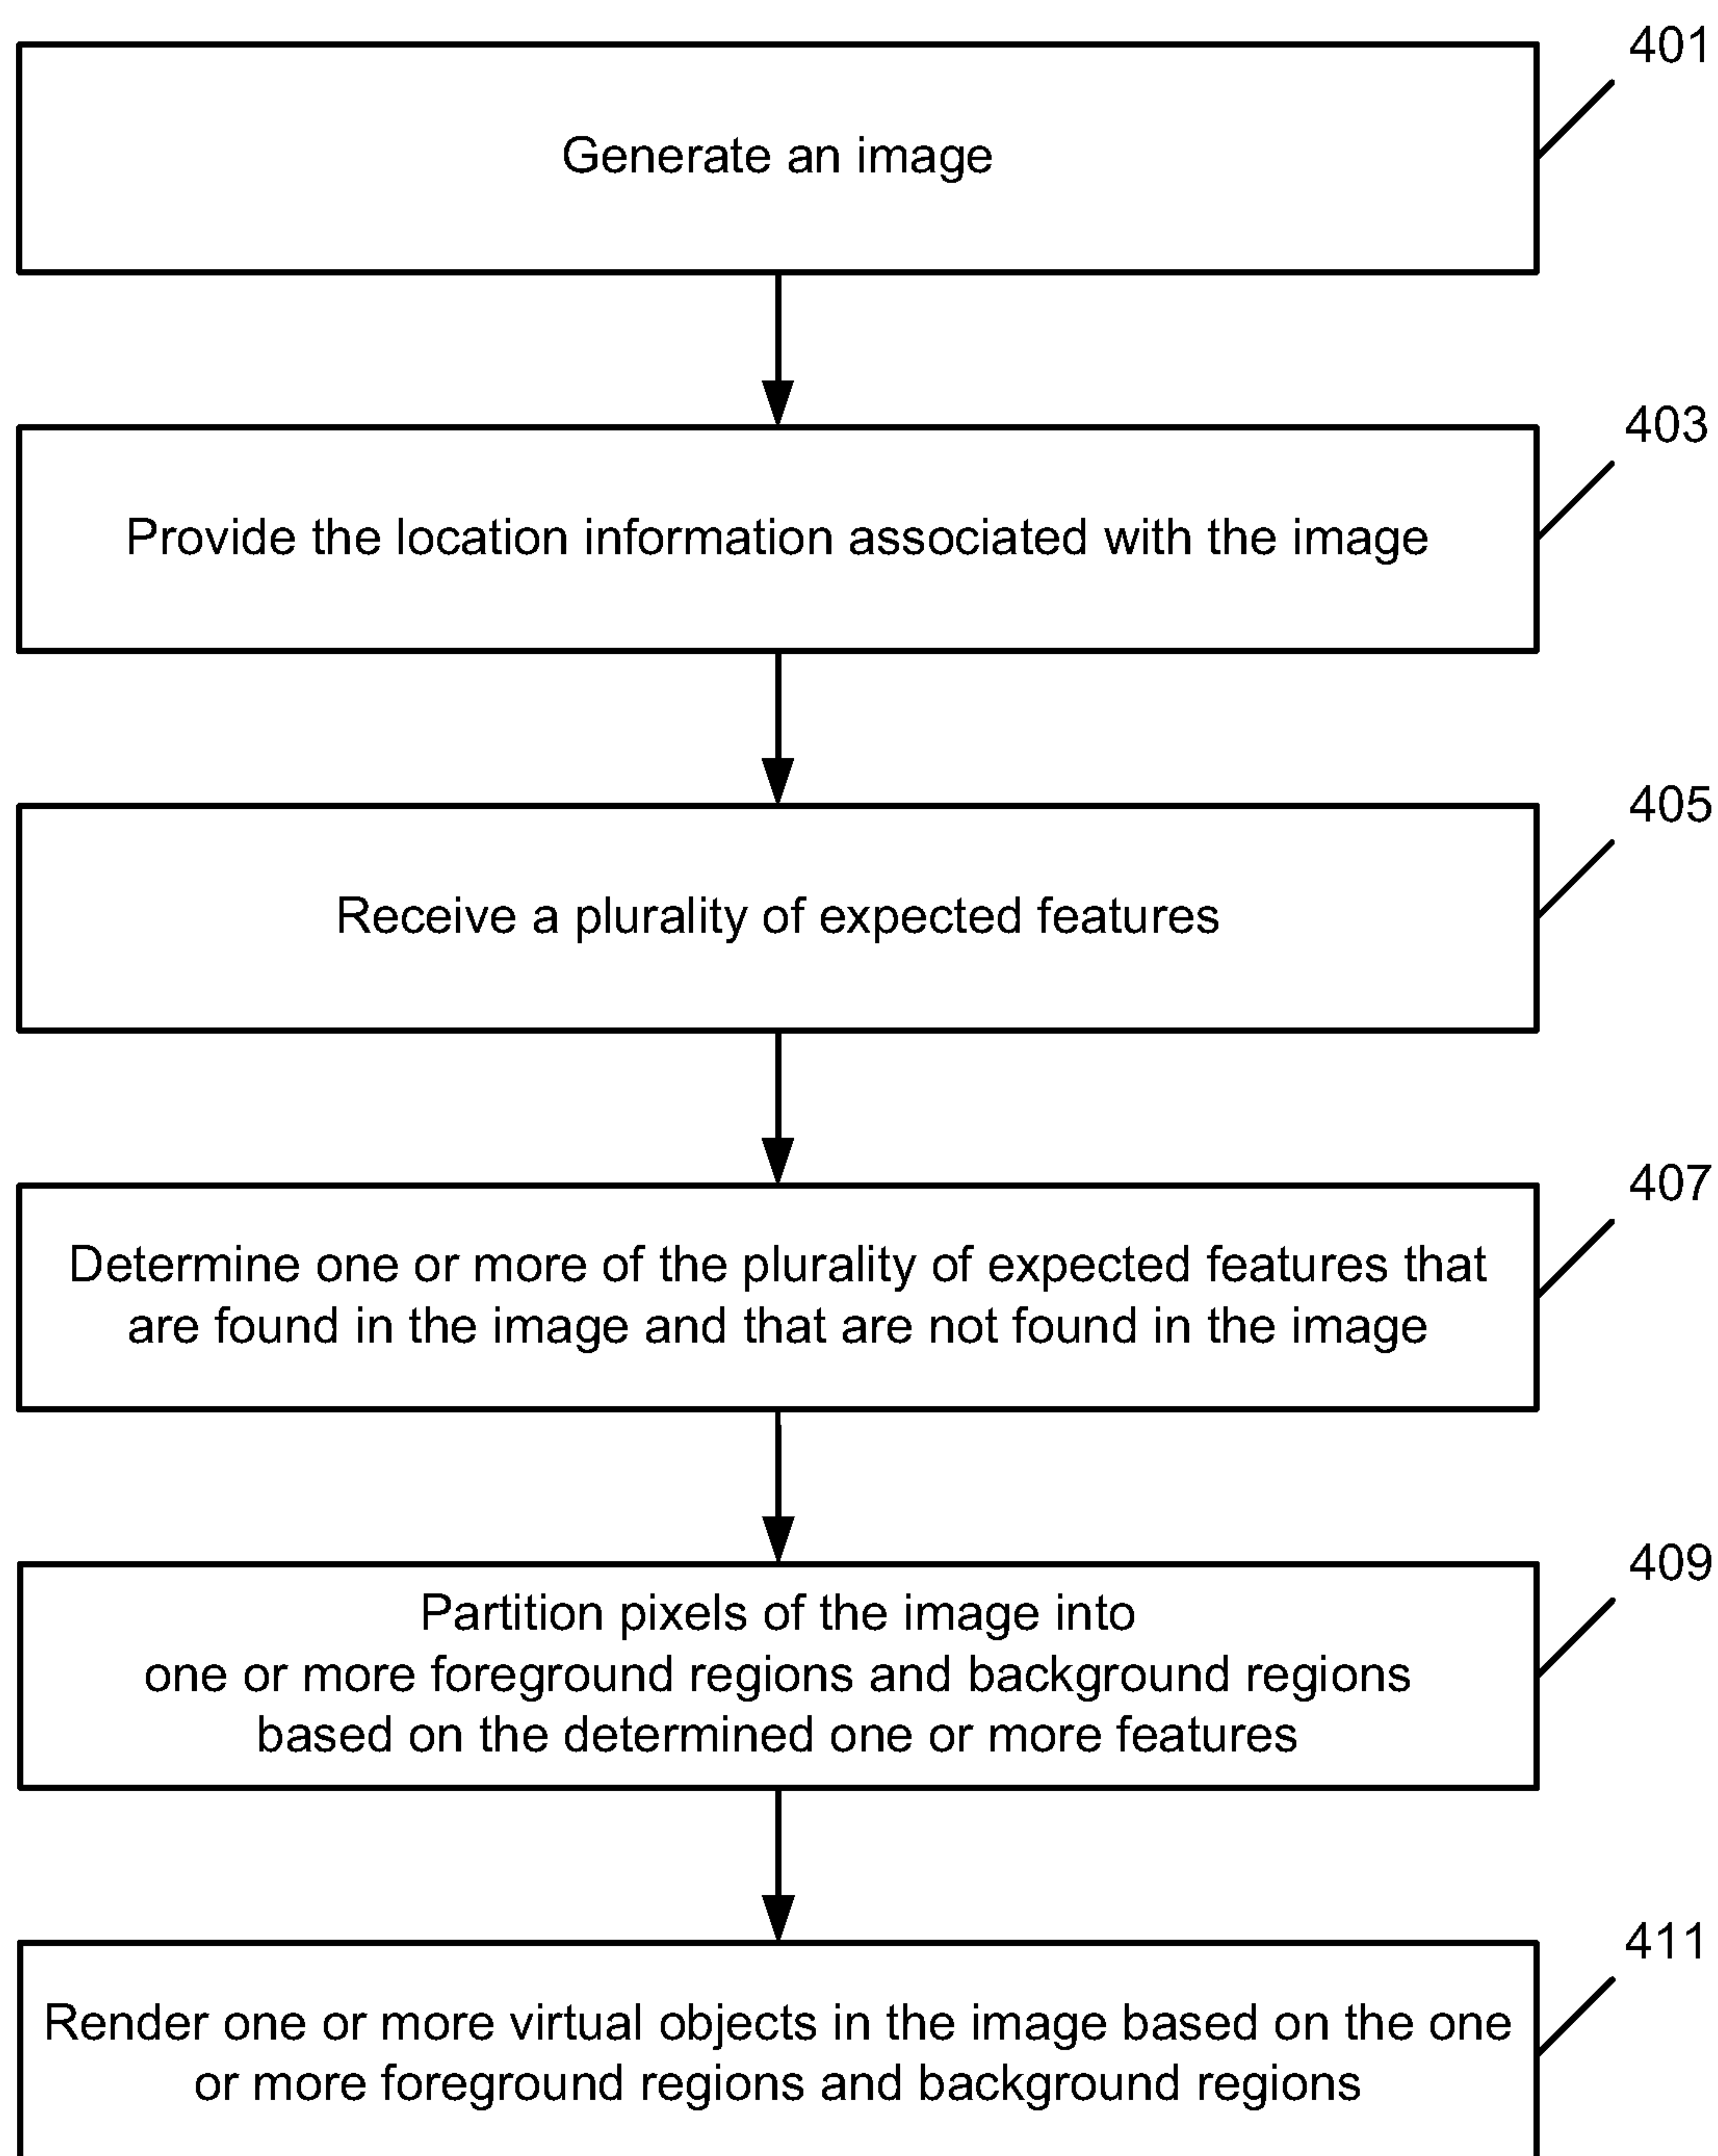 401
Generate an image
403
Provide the location information associated with the image
405
Receive a plurality of expected features
407
Determine one or more of the plurality of expected features that
are found in the image and that are not found in the image
409
Partition pixels of the image into
one or more foreground regions and background regions
based on the determined one or more features
411
Render one or more virtual objects in the image based on the one
or more foreground regions and background regions